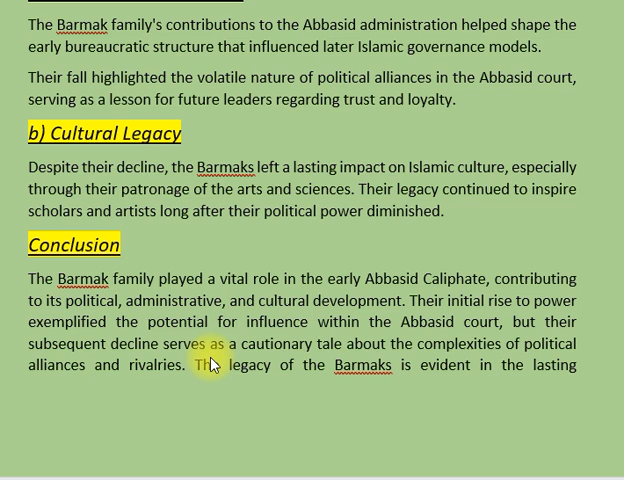 The Barmak family's contributions to the Abbasid administration helped shape the
early bureaucratic structure that influenced later Islamic governance models.
Their fall highlighted the volatile nature of political alliances in the Abbasid court,
serving as a lesson for future leaders regarding trust and loyalty.
b) Cultural Legacy
Despite their decline, the Barmaks left a lasting impact on Islamic culture, especially
through their patronage of the arts and sciences. Their legacy continued to inspire
scholars and artists long after their political power diminished.
Conclusion
The Barmak family played a vital role in the early Abbasid Caliphate, contributing
to its political, administrative, and cultural development. Their initial rise to power
exemplified the potential for influence within the Abbasid court, but their
subsequent decline serves as a cautionary tale about the complexities of political
alliances and rivalries. The legacy of the Barmaks is evident in the lasting